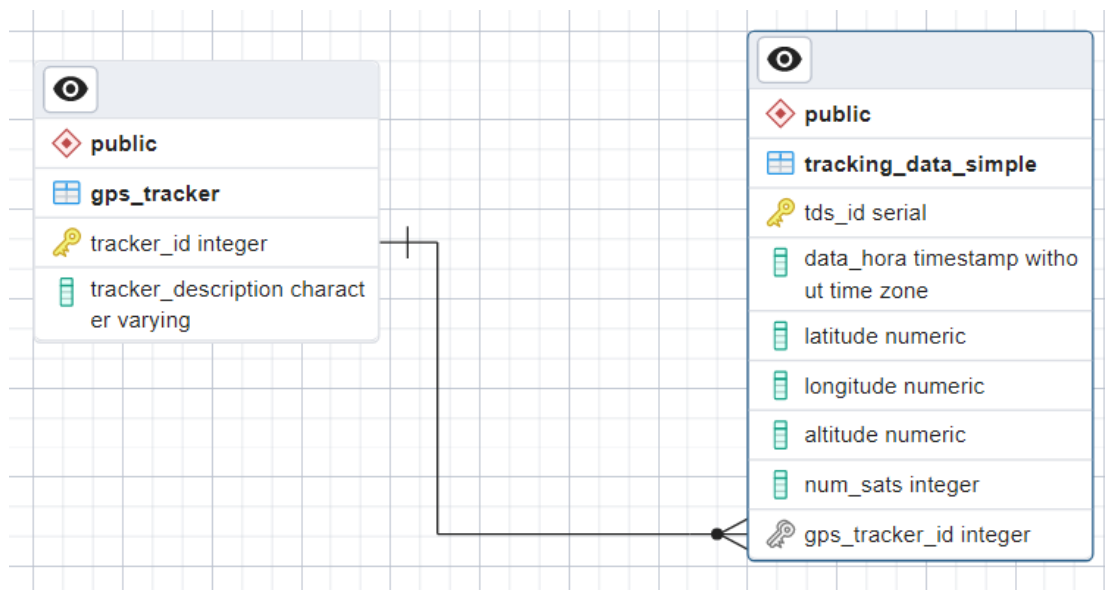 public
gps_tracker
tracker_id integer
tracker_description charact
er varying
public
tracking_data_simple
tds_id serial
data_hora timestamp witho
ut time zone
latitude numeric
longitude numeric
altitude numeric
num_sats integer
gps_tracker_id integer